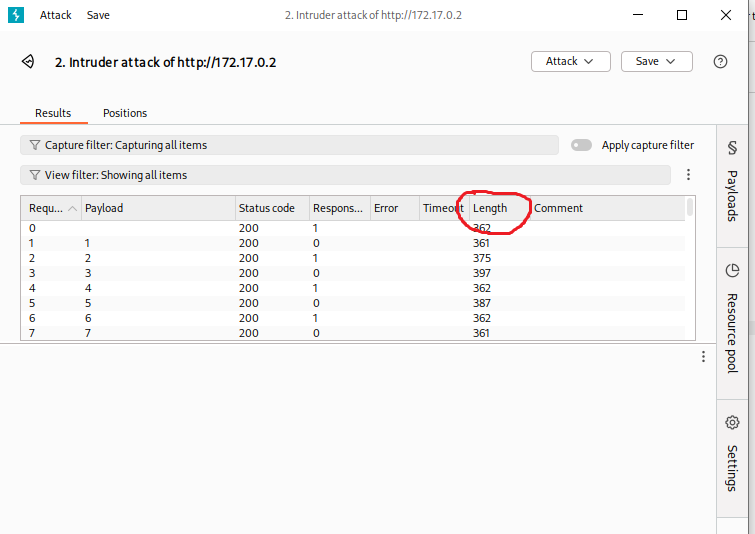 Attack Save 2. Intruder attack of http://172.17.0.2
2. Intruder attack of http://172.17.0.2 Attack Save
Results Positions
Capture filter: Capturing all items Apply capture filter
View filter: Showing all items
Requ... Payload Status code Respons... Error Timeout Length Comment
0 200 1 362
1 1 200 0 361
2 2 200 1 375
3 3 200 0 397
4 4 200 1 362
5 5 200 0 387
6 6 200 1 362
7 7 200 0 361
Payloads
Resource pool
Settings